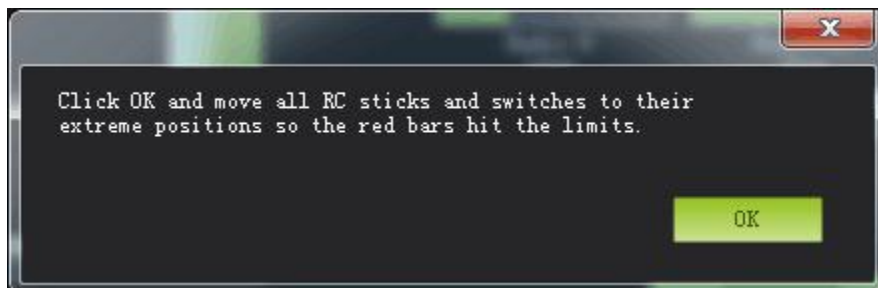 Click OK and move all RC sticks and switches to their
extreme positions so the red bars hit the limits.
OK